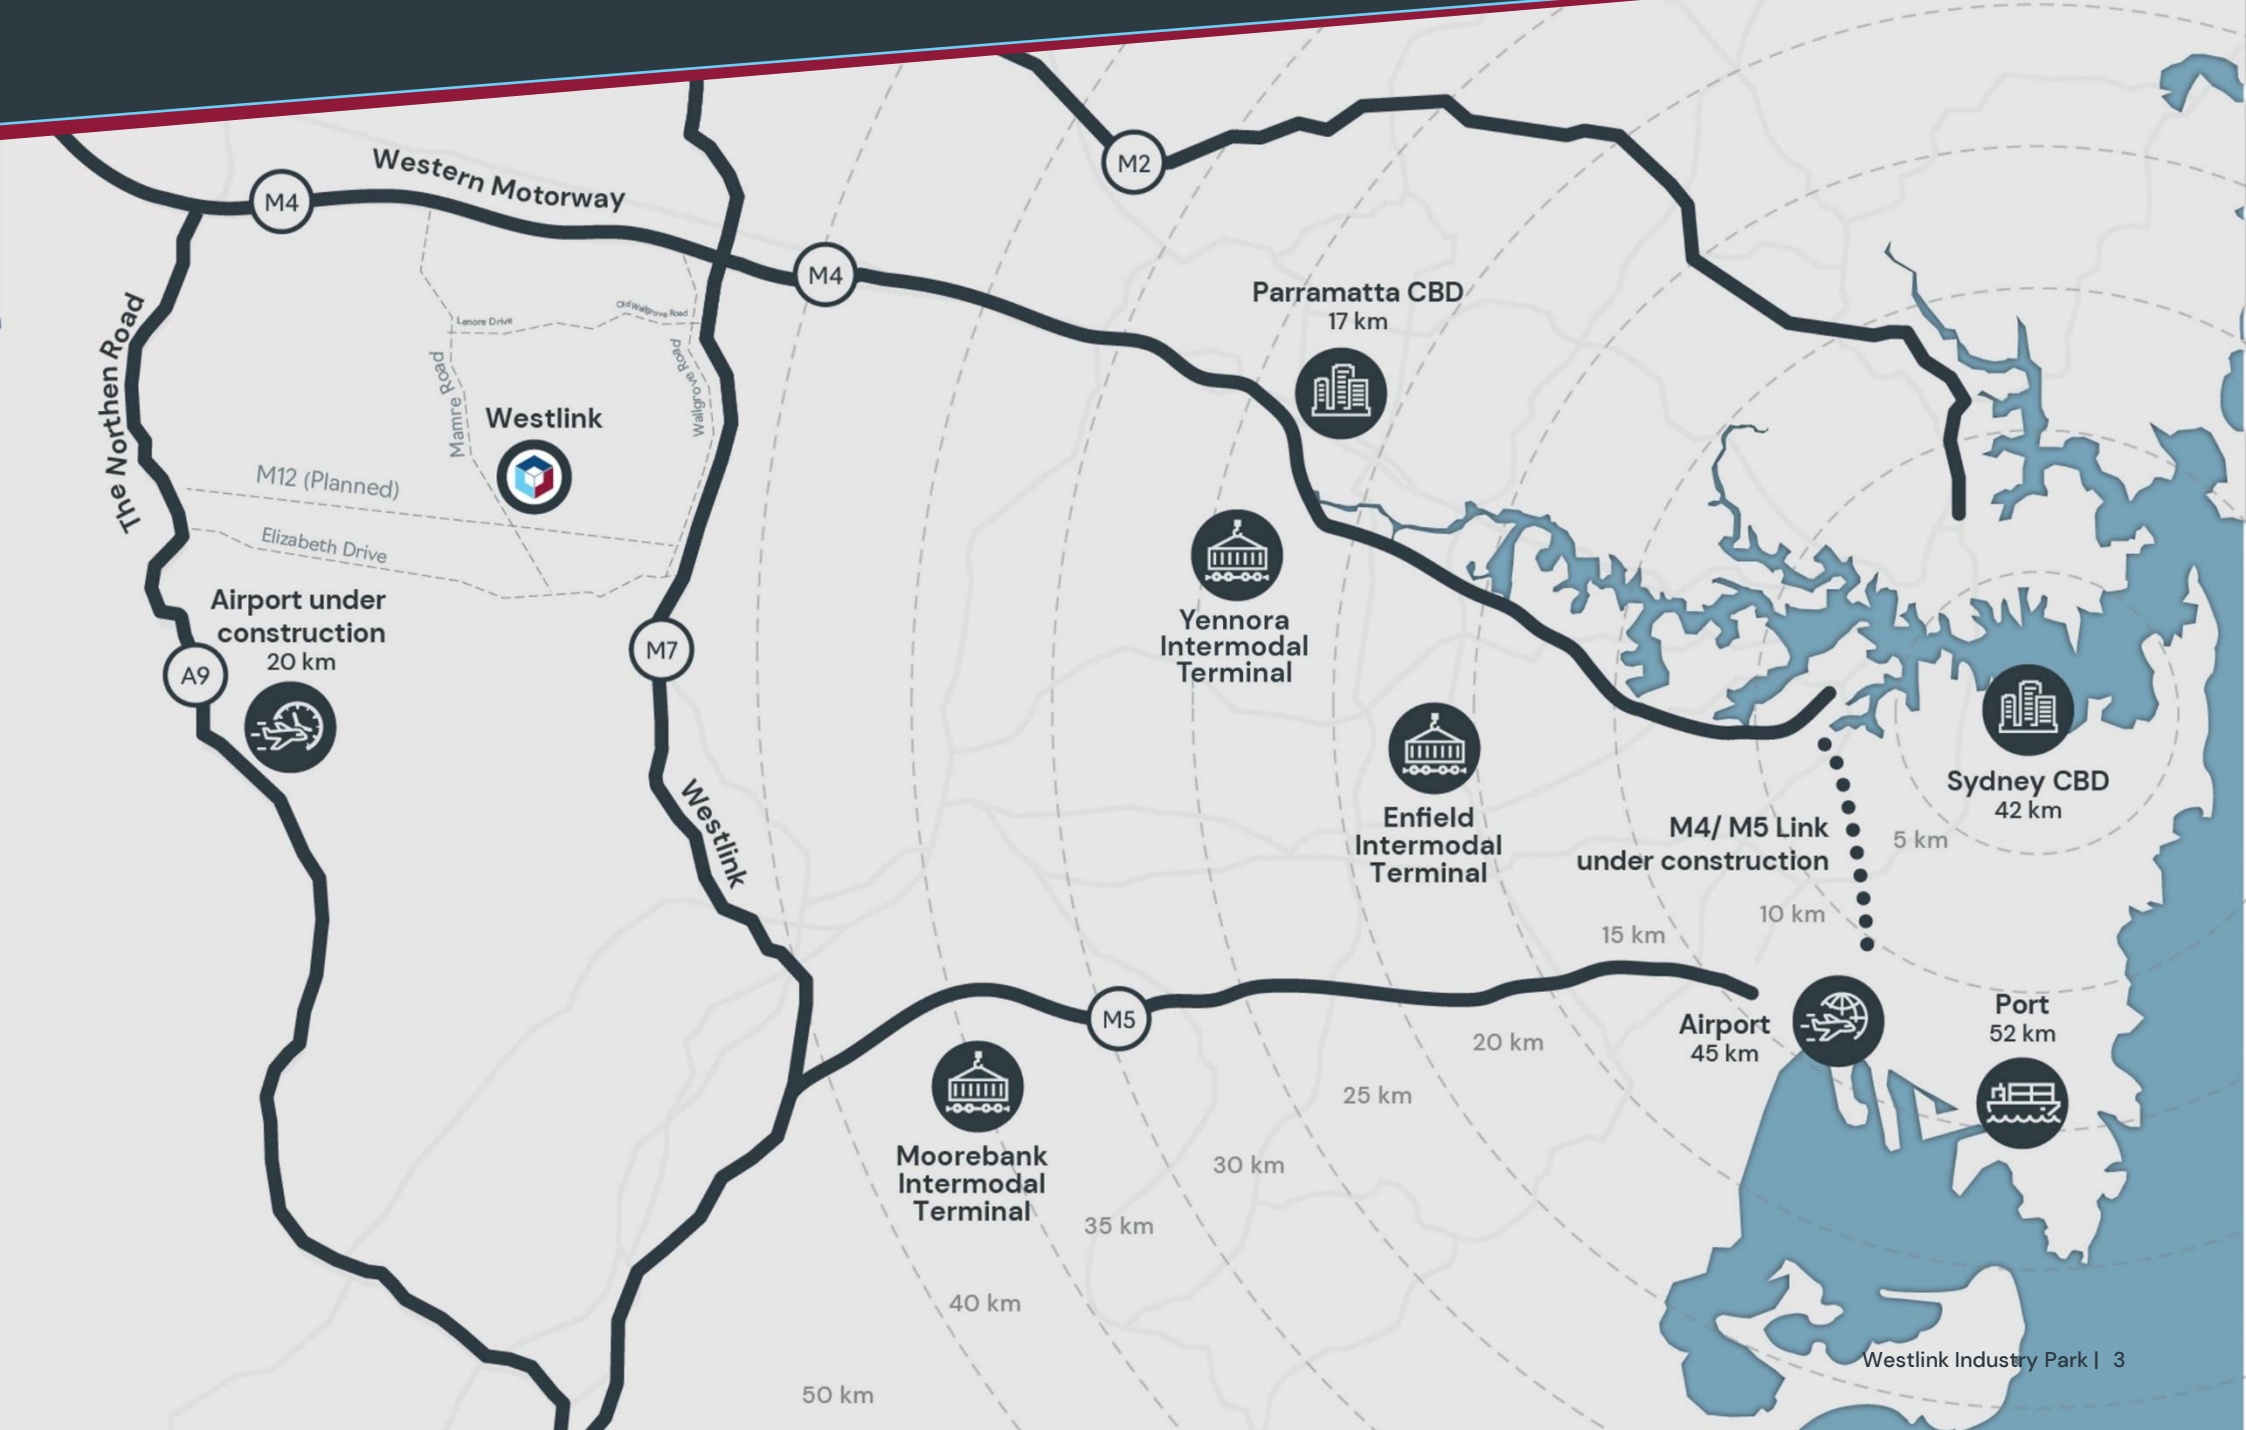 M2
Western Motorway
M4
M4
Parramatta CBD
17 km
The Northen Road
Lenore Drive
Old Wallgrove Road
Mamre Road
Wallgrove Road
Westlink
M12 (Planned)
Elizabeth Drive
Airport under
construction
20 km
A9
M7
Yennora
Intermodal
Terminal
Westlink
Enfield
Intermodal
Terminal
M4/ M5 Link
under construction
Sydney CBD
42 km
5 km
10 km
15 km
M5
Airport
45 km
Port
52 km
20 km
25 km
Moorebank
Intermodal
Terminal
30 km
35 km
40 km
50 km
Westlink Industry Park | 3